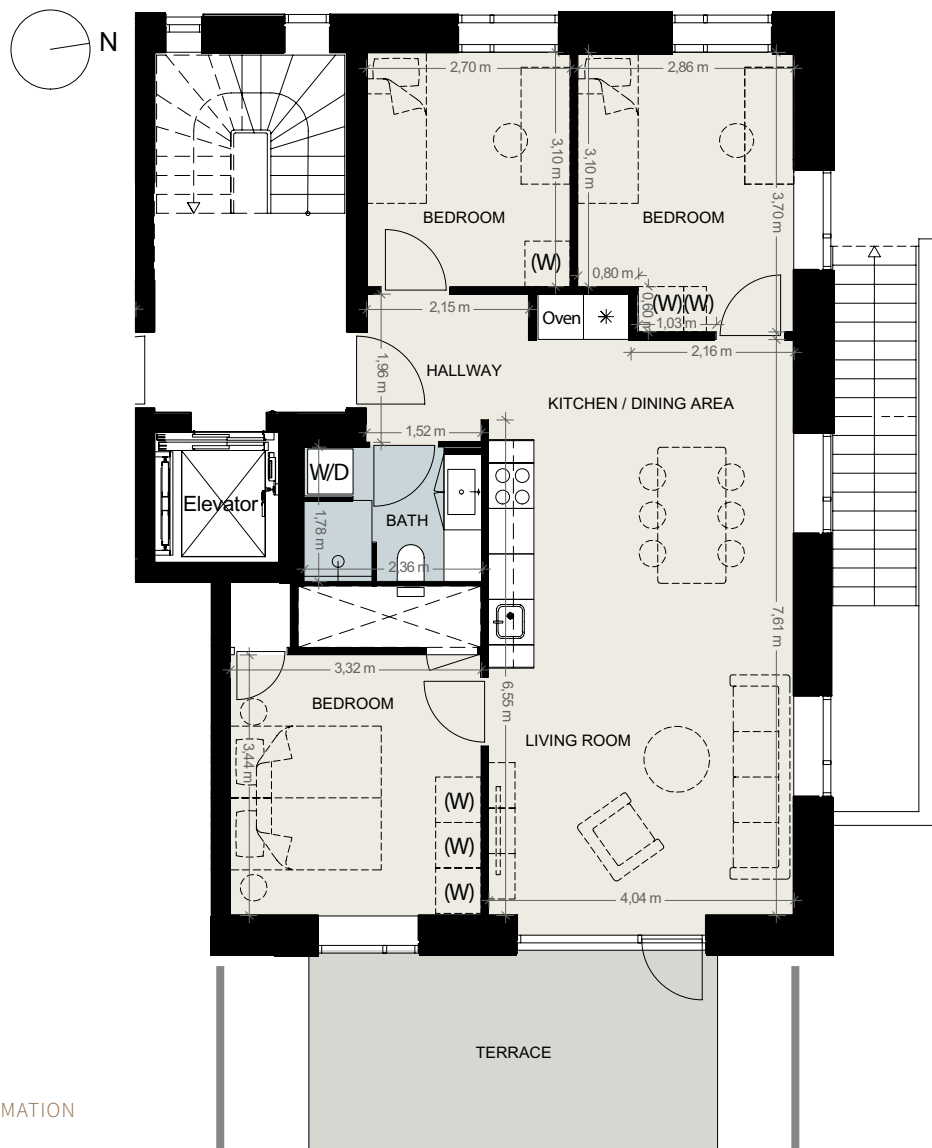 N
2,70 m
2,86 m
3,10 m
3,10 m
3,70 m
BEDROOM
BEDROOM
(W)
0,80 m
0,60 m
(W)(W)
1,03 m
2,15 m
Oven
2,16 m
1,96 m
HALLWAY
KITCHEN / DINING AREA
1,52 m
W/D
Elevator
BATH
1,78 m
2,36 m
7,61 m
3,32 m
BEDROOM
6,55 m
LIVING ROOM
3,44 m
(W)
(W)
(W)
4,04 m
TERRACE
MATION